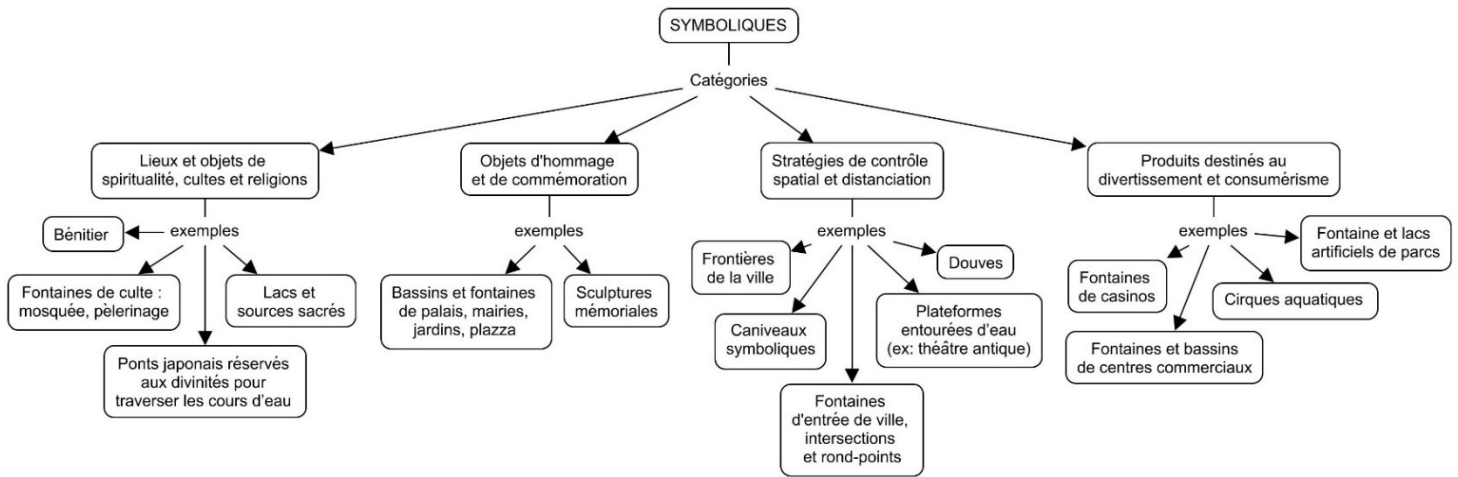 SYMBOLIQUES
Catégories
Lieux et objets de
spiritualité, cultes et religions
exemples
Bénitier
Fontaines de culte :
mosquée, pèlerinage
Ponts japonais réservés
aux divinités pour
traverser les cours d’eau
Lacs et
sources sacrés
Objets d'hommage
et de commémoration
exemples
Bassins et fontaines
de palais, mairies,
jardins, plazza
Sculptures
mémoriales
Stratégies de contrôle
spatial et distanciation
exemples
Frontières
de la ville
Caniveaux
symboliques
Fontaines
d'entrée de ville,
intersections
et rond-points
Plateformes
entourées d’eau
(ex: théâtre antique)
Douves
Produits destinés au
divertissement et consumérisme
exemples
Fontaines
de casinos
Fontaines et bassins
de centres commerciaux
Cirques aquatiques
Fontaine et lacs
artificiels de parcs